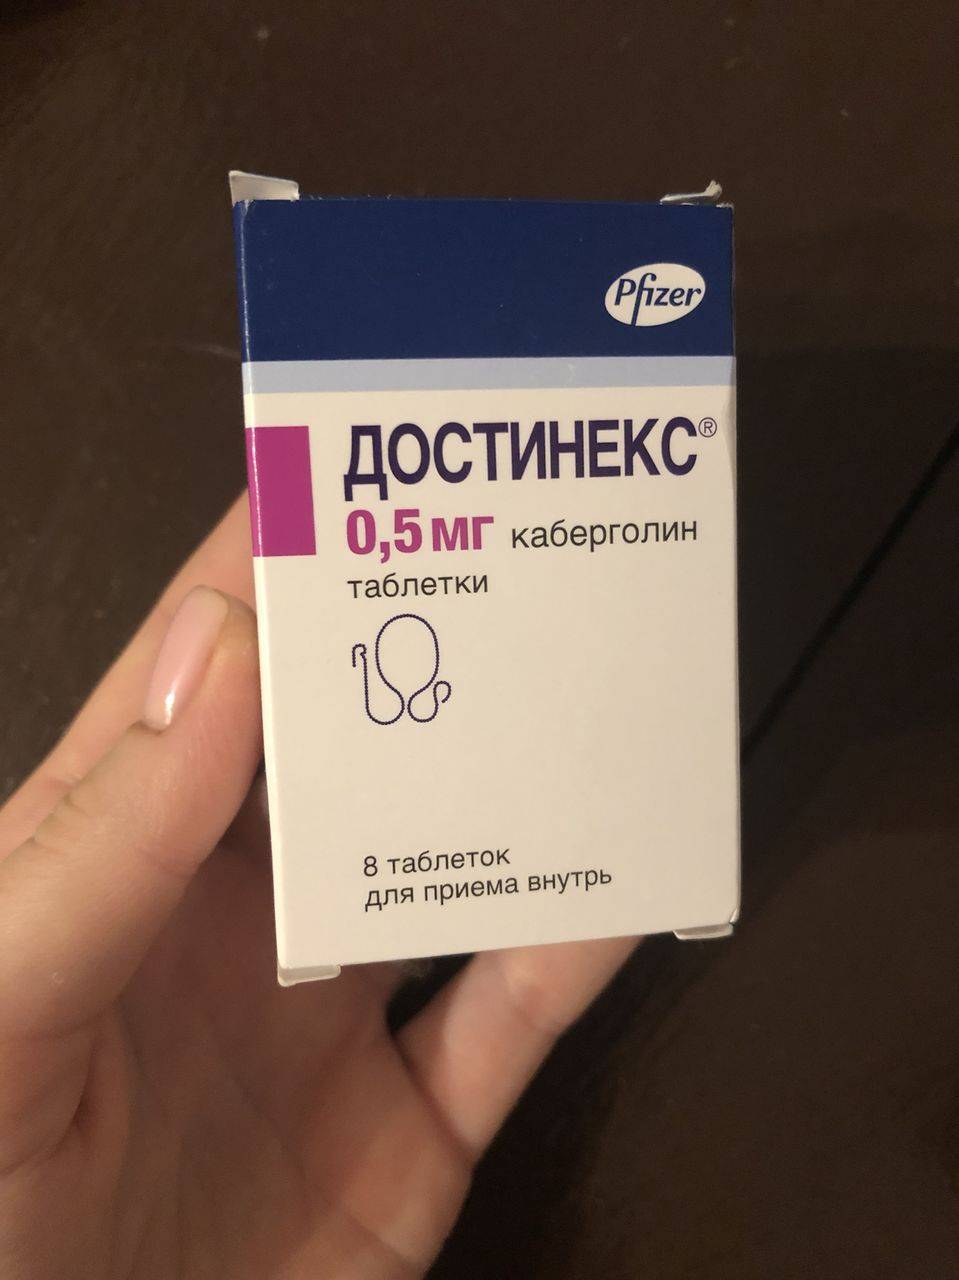 Pfizer
ДОСТИНЕКС®
0,5 мг каберголин
таблетки
8 таблеток
для приема внутрь